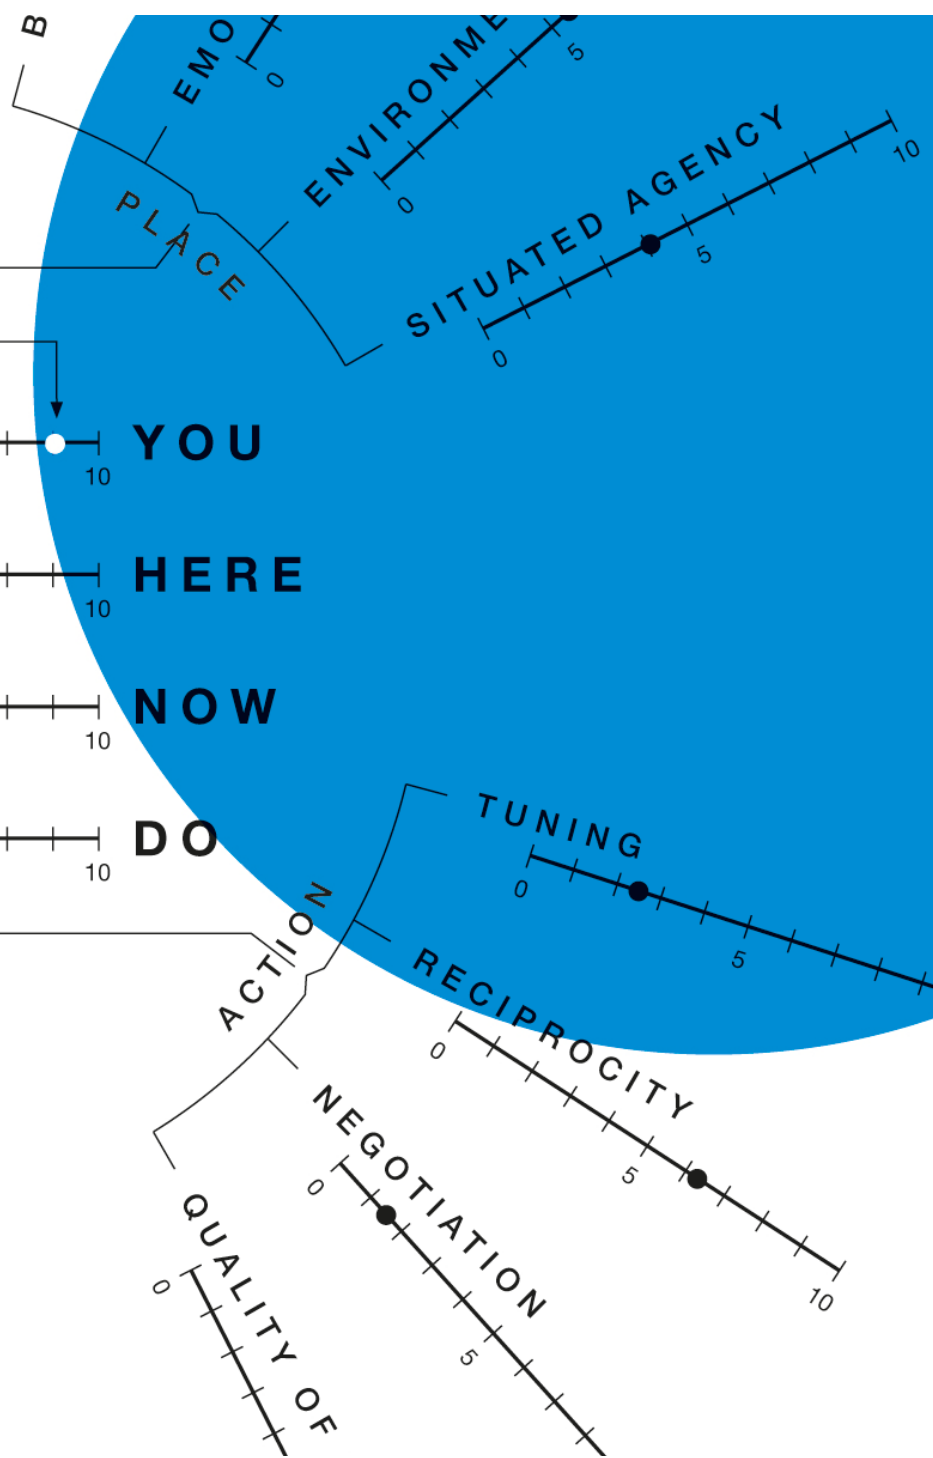 B
EMO
0
ENVIRONME
0
5
SITUATED AGENCY
0
5
10
PLACE
10
YOU
10
HERE
10
NOW
10
DO
TUNING
0
5
ACTION
RECIPROCITY
0
5
10
NEGOTIATION
0
5
QUALITY OF
0